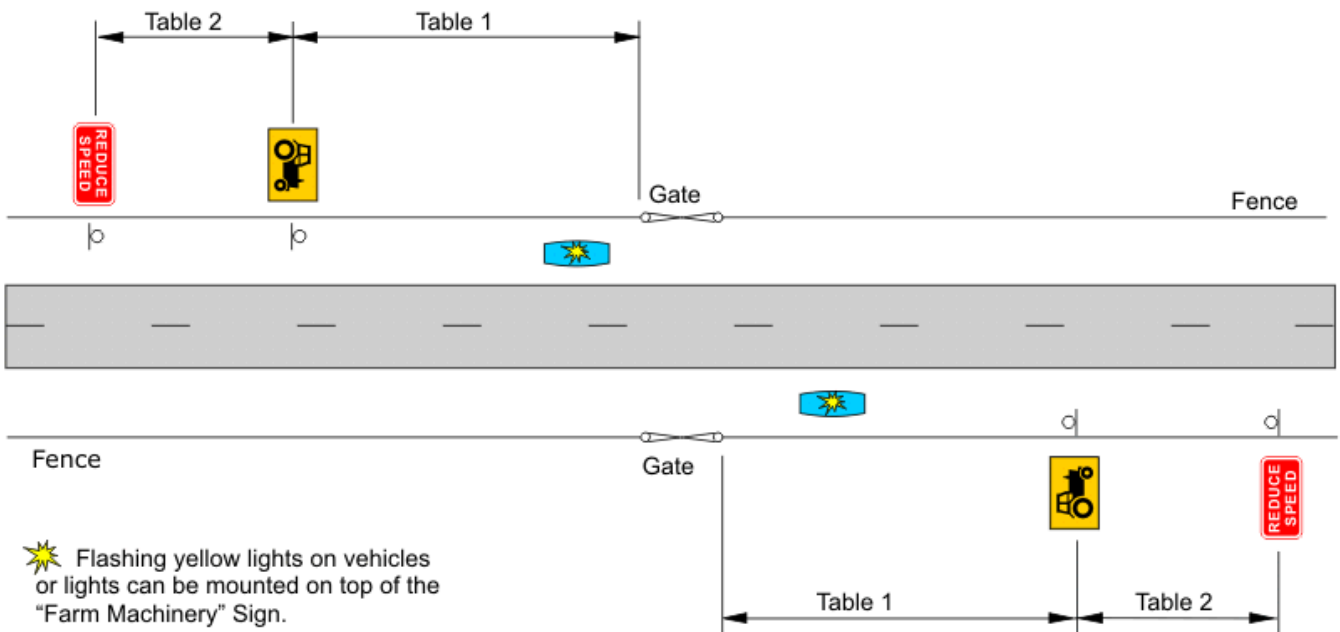 Table 2
Table 1
REDUCE
SPEED
Gate
Fence
Fence
Gate
REDUCE
SPEED
Flashing yellow lights on vehicles
or lights can be mounted on top of the
“Farm Machinery” Sign.
Table 1
Table 2